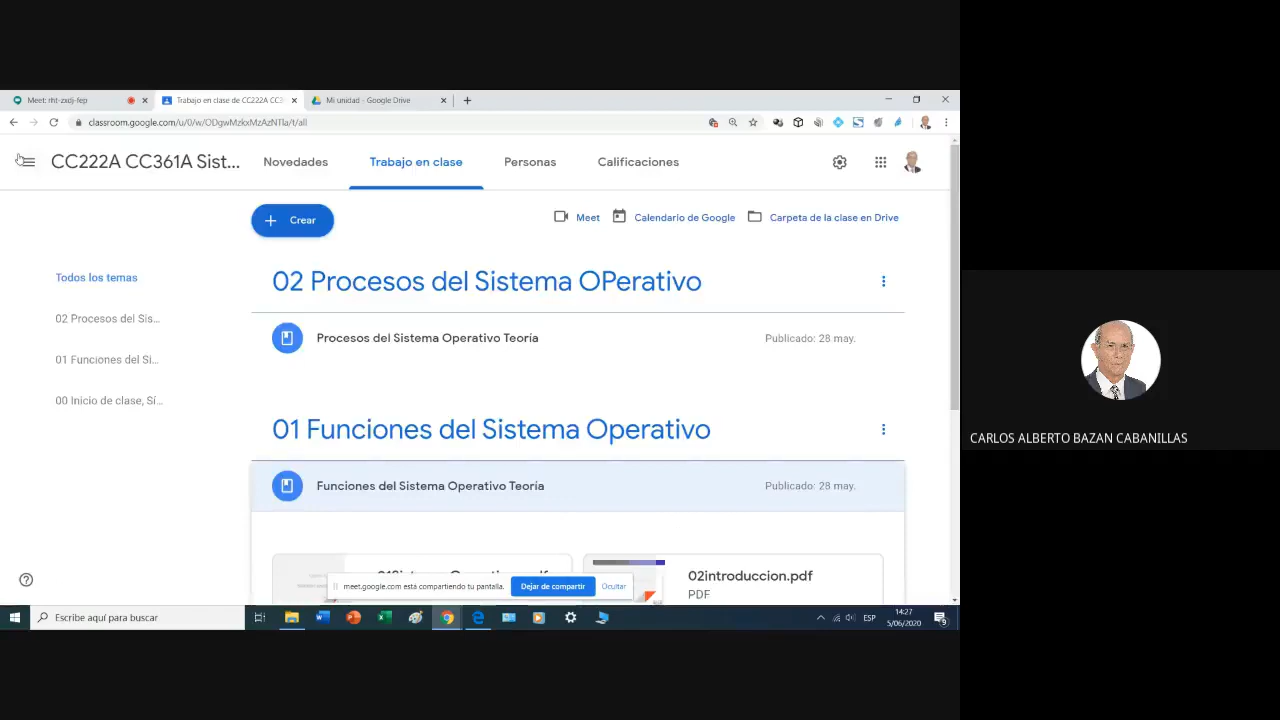 Meet: rht-zxdj-fep
Trabajo en clase de CC222A CC3
Mi unidad - Google Drive
classroom.google.com/u/0/w/ODgwMzkxMzAzNTla/t/all
CC222A CC361A Sist...
Novedades
Trabajo en clase
Personas
Calificaciones
Crear
Meet
Calendario de Google
Carpeta de la clase en Drive
Todos los temas
02 Procesos del Sis...
01 Funciones del Si...
00 Inicio de clase, Sí...
02 Procesos del Sistema OPerativo
Procesos del Sistema Operativo Teoría
Publicado: 28 may.
01 Funciones del Sistema Operativo
Funciones del Sistema Operativo Teoría
Publicado: 28 may.
02introduccion.pdf
PDF
meet.google.com está compartiendo tu pantalla.
Dejar de compartir
Ocultar
Escribe aquí para buscar
ESP
14:27
5/06/2020
CARLOS ALBERTO BAZAN CABANILLAS